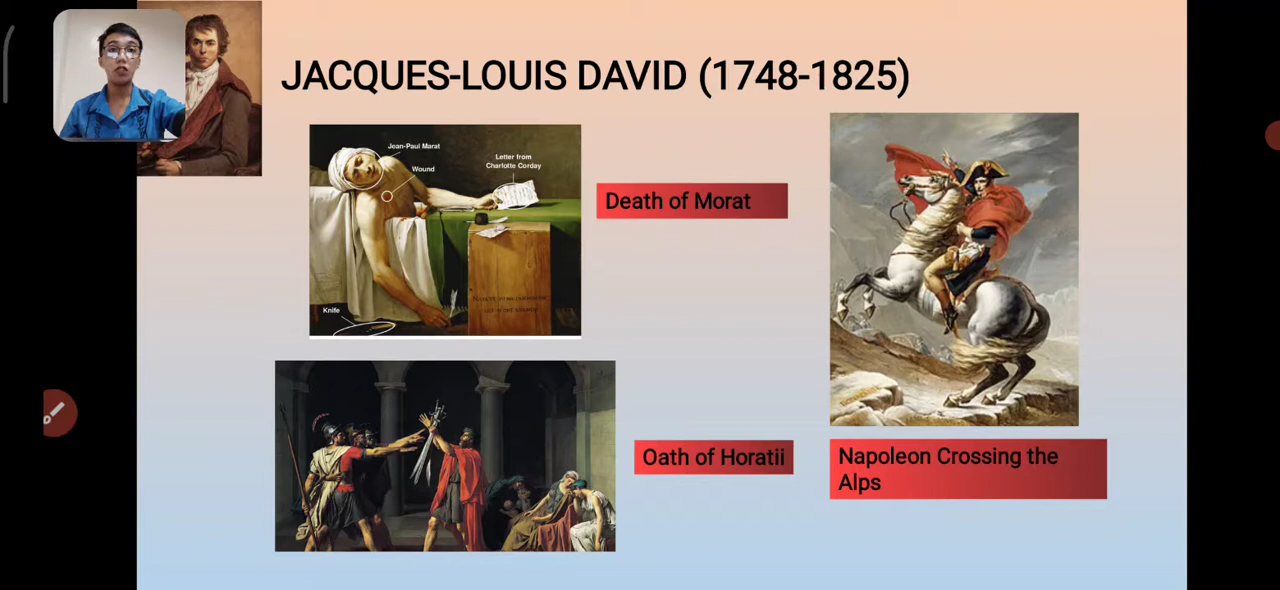 JACQUES-LOUIS DAVID (1748-1825)
Jean-Paul Marat
Wound
Letter from
Charlotte Corday
Knife
Death of Morat
Oath of Horatii
Napoleon Crossing the
Alps